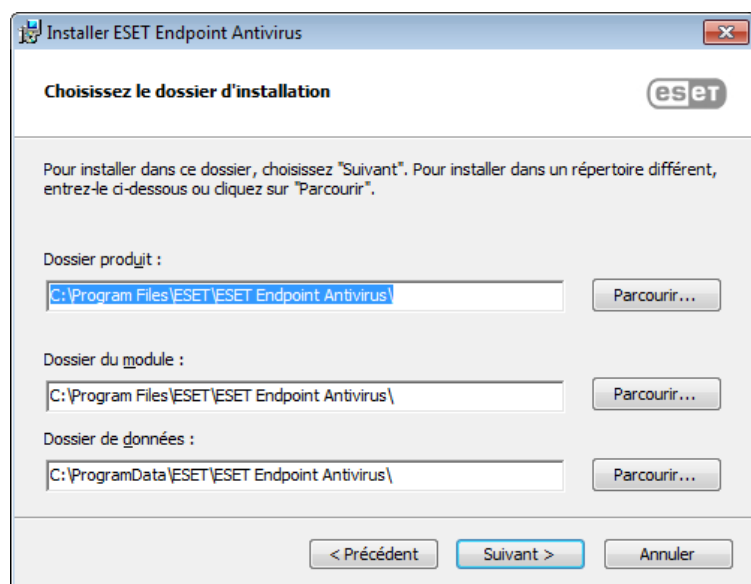 Installer ESET Endpoint Antivirus
Choisissez le dossier d'installation
eseT
Pour installer dans ce dossier, choisissez "Suivant". Pour installer dans un répertoire différent,
entrez-le ci-dessous ou cliquez sur "Parcourir".
Dossier produit :
C:\Program Files\ESET\ESET Endpoint Antivirus\
Parcourir...
Dossier du module :
C:\Program Files\ESET\ESET Endpoint Antivirus\
Parcourir...
Dossier de données :
C:\ProgramData\ESET\ESET Endpoint Antivirus\
Parcourir...
< Précédent
Suivant >
Annuler